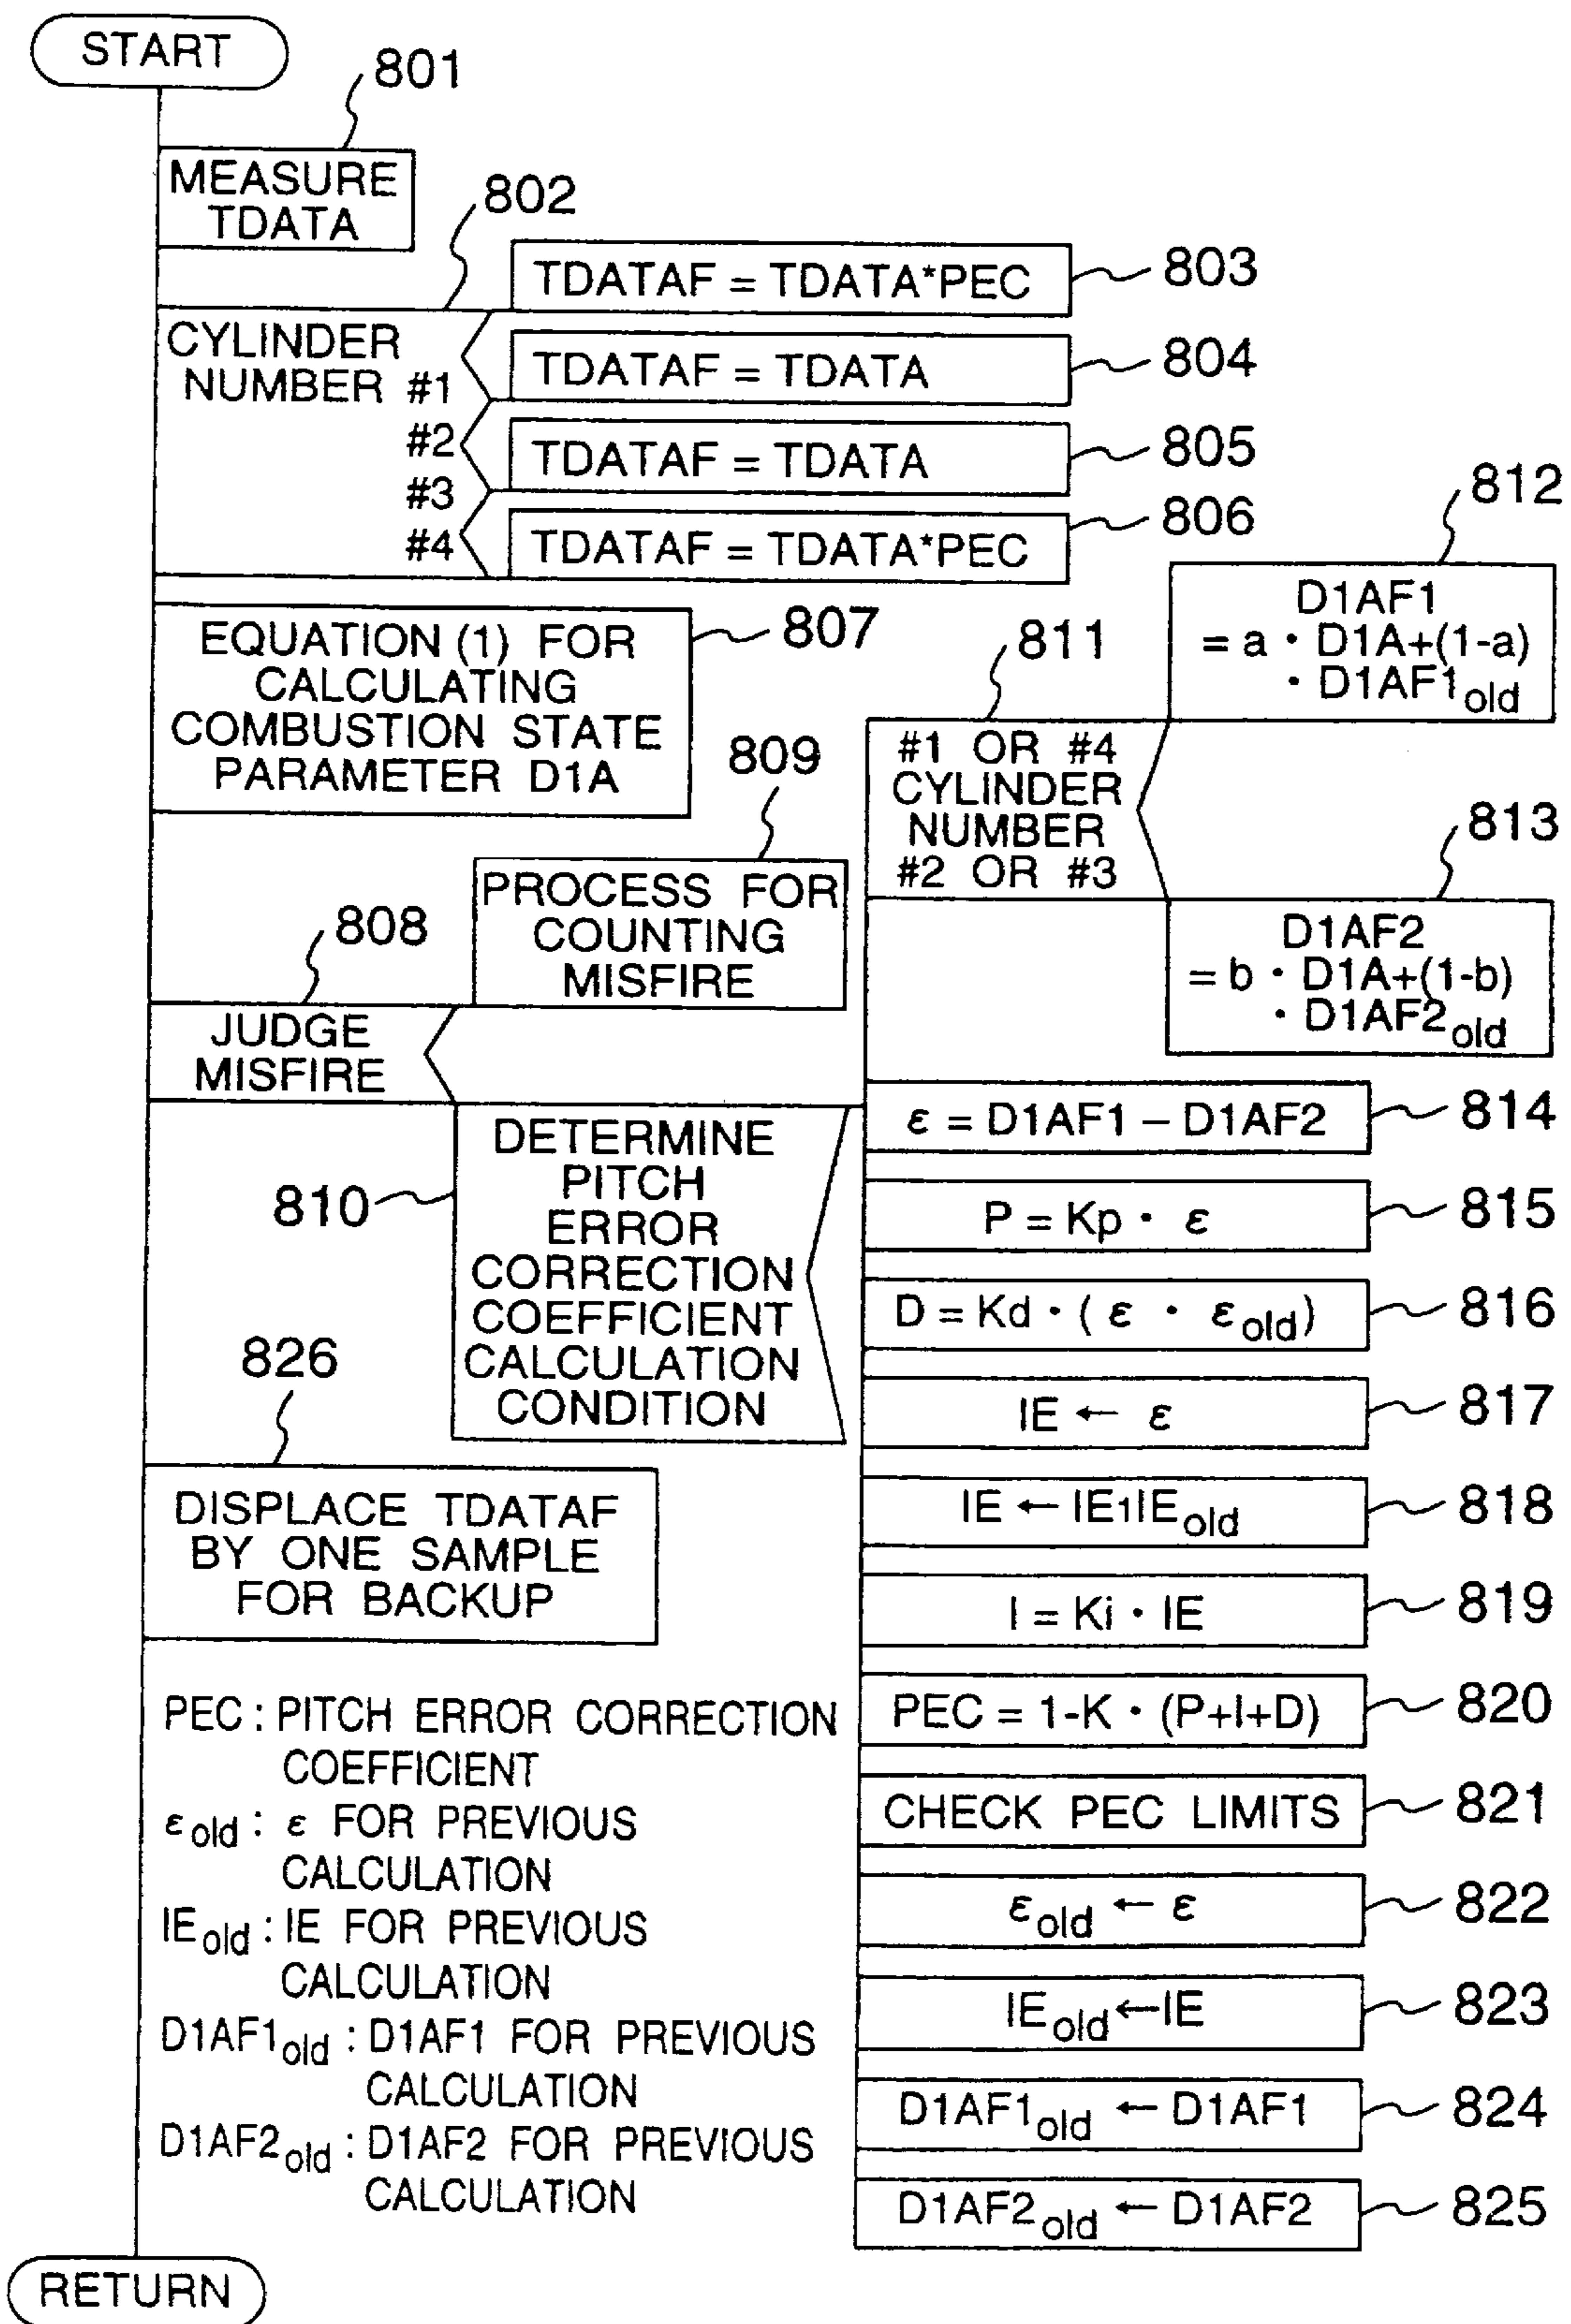 START
801
MEASURE
TDATA
802
TDATAF = TDATA*PEC
803
CYLINDER
NUMBER #1
TDATAF = TDATA
804
#2
TDATAF = TDATA
805
#3
#4
TDATAF = TDATA*PEC
806
EQUATION (1) FOR
CALCULATING
COMBUSTION STATE
PARAMETER D1A
807
808
JUDGE
MISFIRE
809
PROCESS FOR
COUNTING
MISFIRE
810
DETERMINE
PITCH
ERROR
CORRECTION
COEFFICIENT
CALCULATION
CONDITION
811
#1 OR #4
CYLINDER
NUMBER
#2 OR #3
812
D1AF1
= a · D1A+(1-a)
· D1AF1old
813
D1AF2
= b · D1A+(1-b)
· D1AF2old
ε = D1AF1 – D1AF2
814
P = Kp · ε
815
D = Kd · ( ε · εold)
816
IE ← ε
817
IE ← IE1IEold
818
I = Ki · IE
819
PEC = 1-K · (P+I+D)
820
CHECK PEC LIMITS
821
εold ← ε
822
IEold←IE
823
D1AF1old ← D1AF1
824
D1AF2old ← D1AF2
825
826
DISPLACE TDATAF
BY ONE SAMPLE
FOR BACKUP
PEC : PITCH ERROR CORRECTION
COEFFICIENT
εold : ε FOR PREVIOUS
CALCULATION
IEold : IE FOR PREVIOUS
CALCULATION
D1AF1old : D1AF1 FOR PREVIOUS
CALCULATION
D1AF2old : D1AF2 FOR PREVIOUS
CALCULATION
RETURN